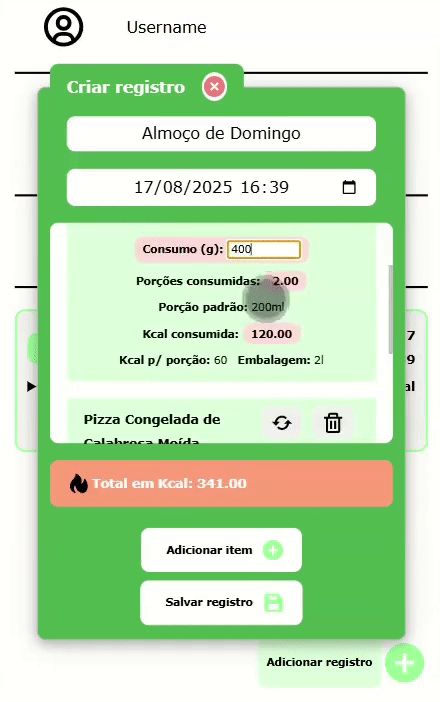 Username
Criar registro
Almoço de Domingo
17/08/2025 16:39
Consumo (g): 400
Porções consumidas: 2.00
Porção padrão: 200ml
Kcal consumida: 120.00
Kcal p/ porção: 60 Embalagem: 2l
7
9
al
Pizza Congelada de
Calabresa Moída
Total em Kcal: 341.00
Adicionar item
Salvar registro
Adicionar registro